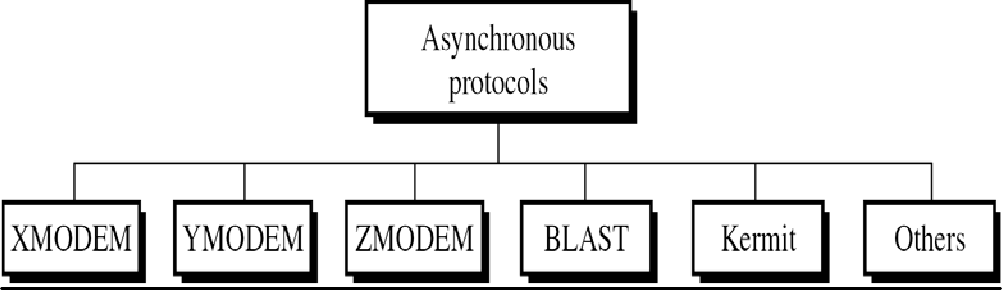 Asynchronous
protocols
XMODEM
YMODEM
ZMODEM
BLAST
Kermit
Others